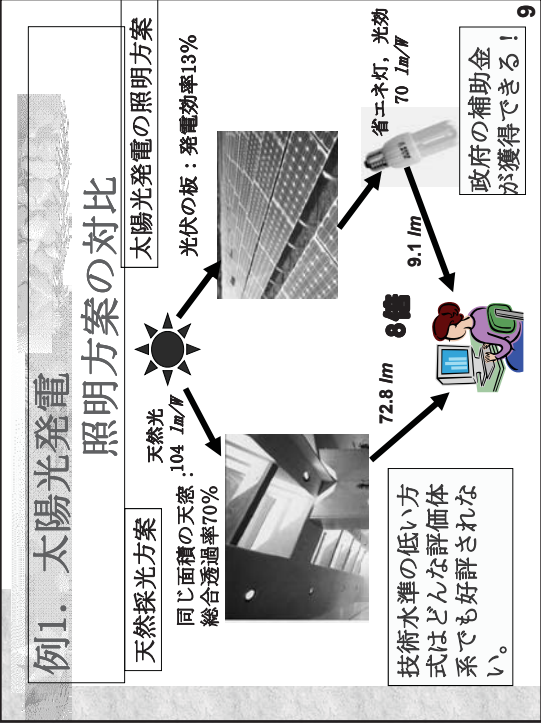 例1. 太陽光発電
照明方案の対比
天然採光方案
太陽光発電の照明方案
同じ面積の天窓:
総合透過率70%
天然光
104 lm/W
光伏の板:発電効率13%
省エネ灯, 光効
70 lm/W
72.8 lm
8倍
9.1 lm
技術水準の低い方
式はどんな評価体
系でも好評されな
い。
政府の補助金
が獲得できる!
9